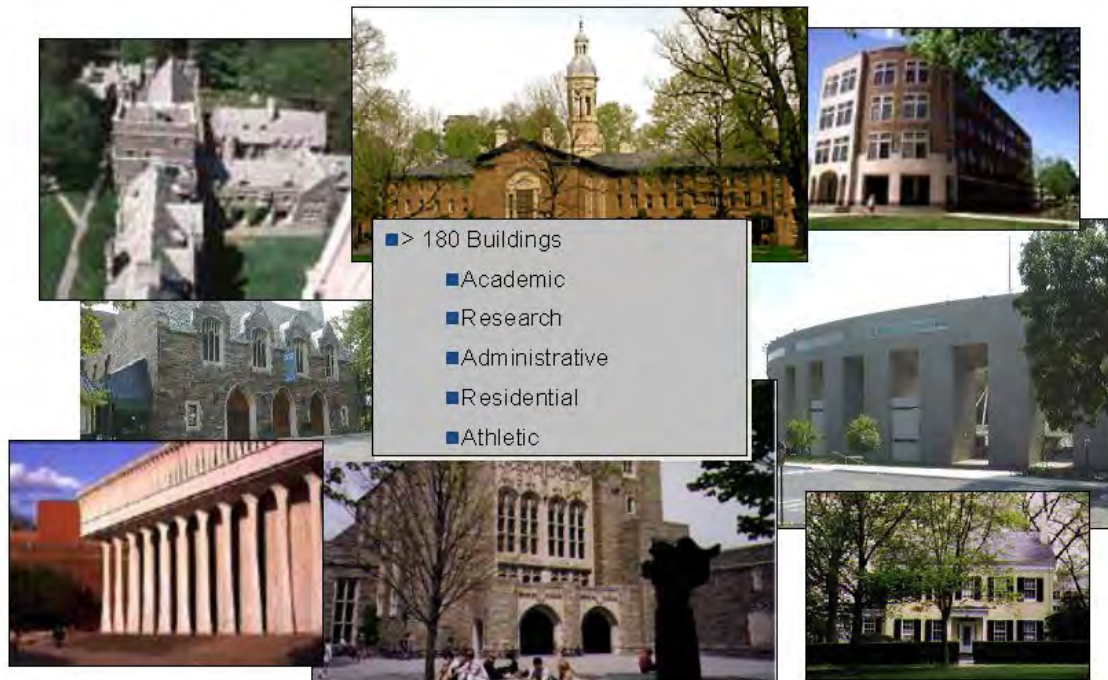 > 180 Buildings
Academic
Research
Administrative
Residential
Athletic